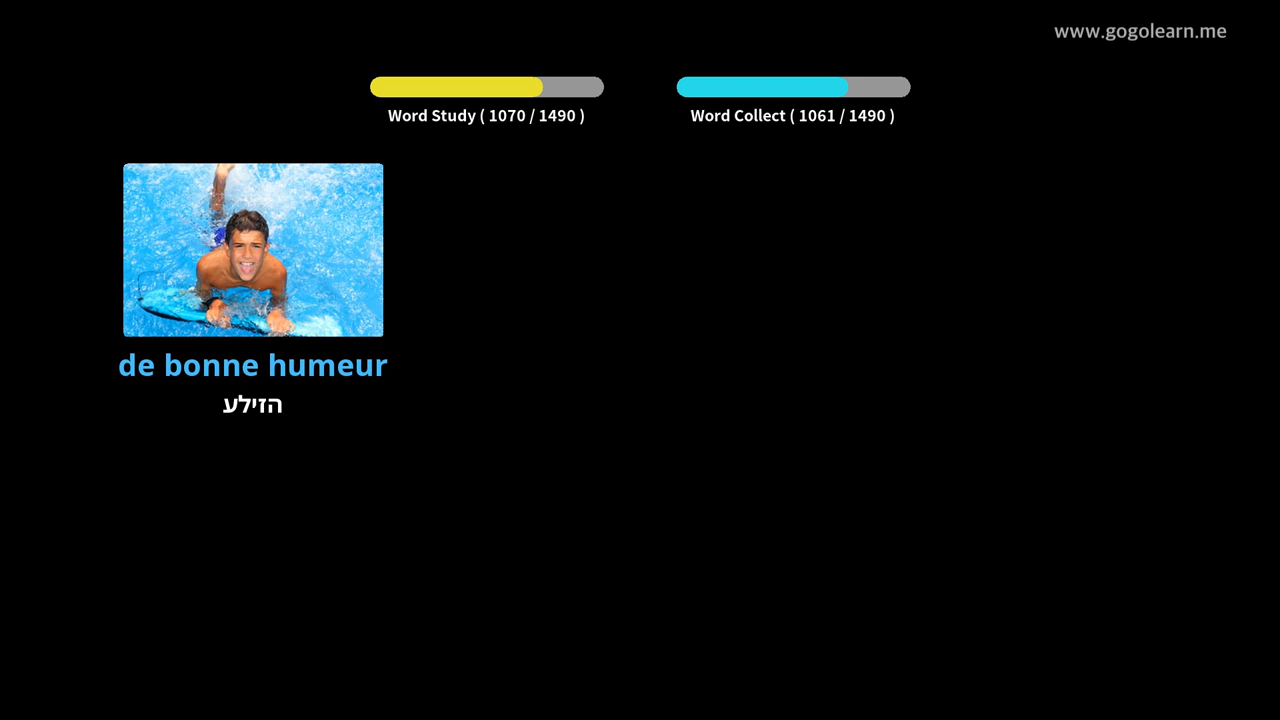 www.gogolearn.me
Word Study ( 1070 / 1490 )
Word Collect ( 1061 / 1490 )
de bonne humeur
הזילע